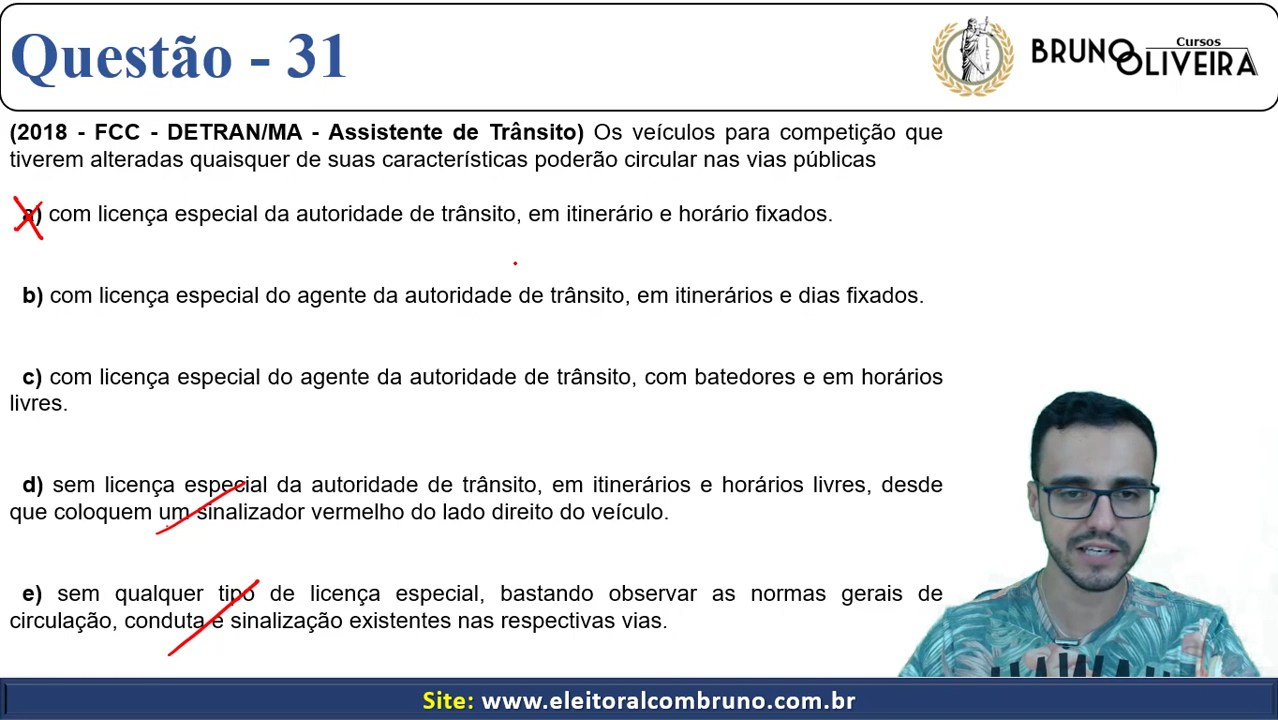 Questão - 31
Cursos
BRUNO OLIVEIRA
LEX
(2018 - FCC - DETRAN/MA - Assistente de Trânsito) Os veículos para competição que
tiverem alteradas quaisquer de suas características poderão circular nas vias públicas
a) com licença especial da autoridade de trânsito, em itinerário e horário fixados.
b) com licença especial do agente da autoridade de trânsito, em itinerários e dias fixados.
c) com licença especial do agente da autoridade de trânsito, com batedores e em horários
livres.
d) sem licença especial da autoridade de trânsito, em itinerários e horários livres, desde
que coloquem um sinalizador vermelho do lado direito do veículo.
e) sem qualquer tipo de licença especial, bastando observar as normas gerais de
circulação, conduta e sinalização existentes nas respectivas vias.
Site: www.eleitoralcombruno.com.br